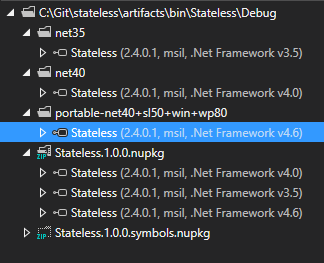 C:\Git\stateless\artifacts\bin\Stateless\Debug
net35
Stateless (2.4.0.1, msil, .Net Framework v3.5)
net40
Stateless (2.4.0.1, msil, .Net Framework v4.0)
portable-net40+sl50+win+wp80
Stateless (2.4.0.1, msil, .Net Framework v4.6)
ZIP Stateless.1.0.0.nupkg
Stateless (2.4.0.1, msil, .Net Framework v4.0)
Stateless (2.4.0.1, msil, .Net Framework v3.5)
Stateless (2.4.0.1, msil, .Net Framework v4.6)
ZIP Stateless.1.0.0.symbols.nupkg